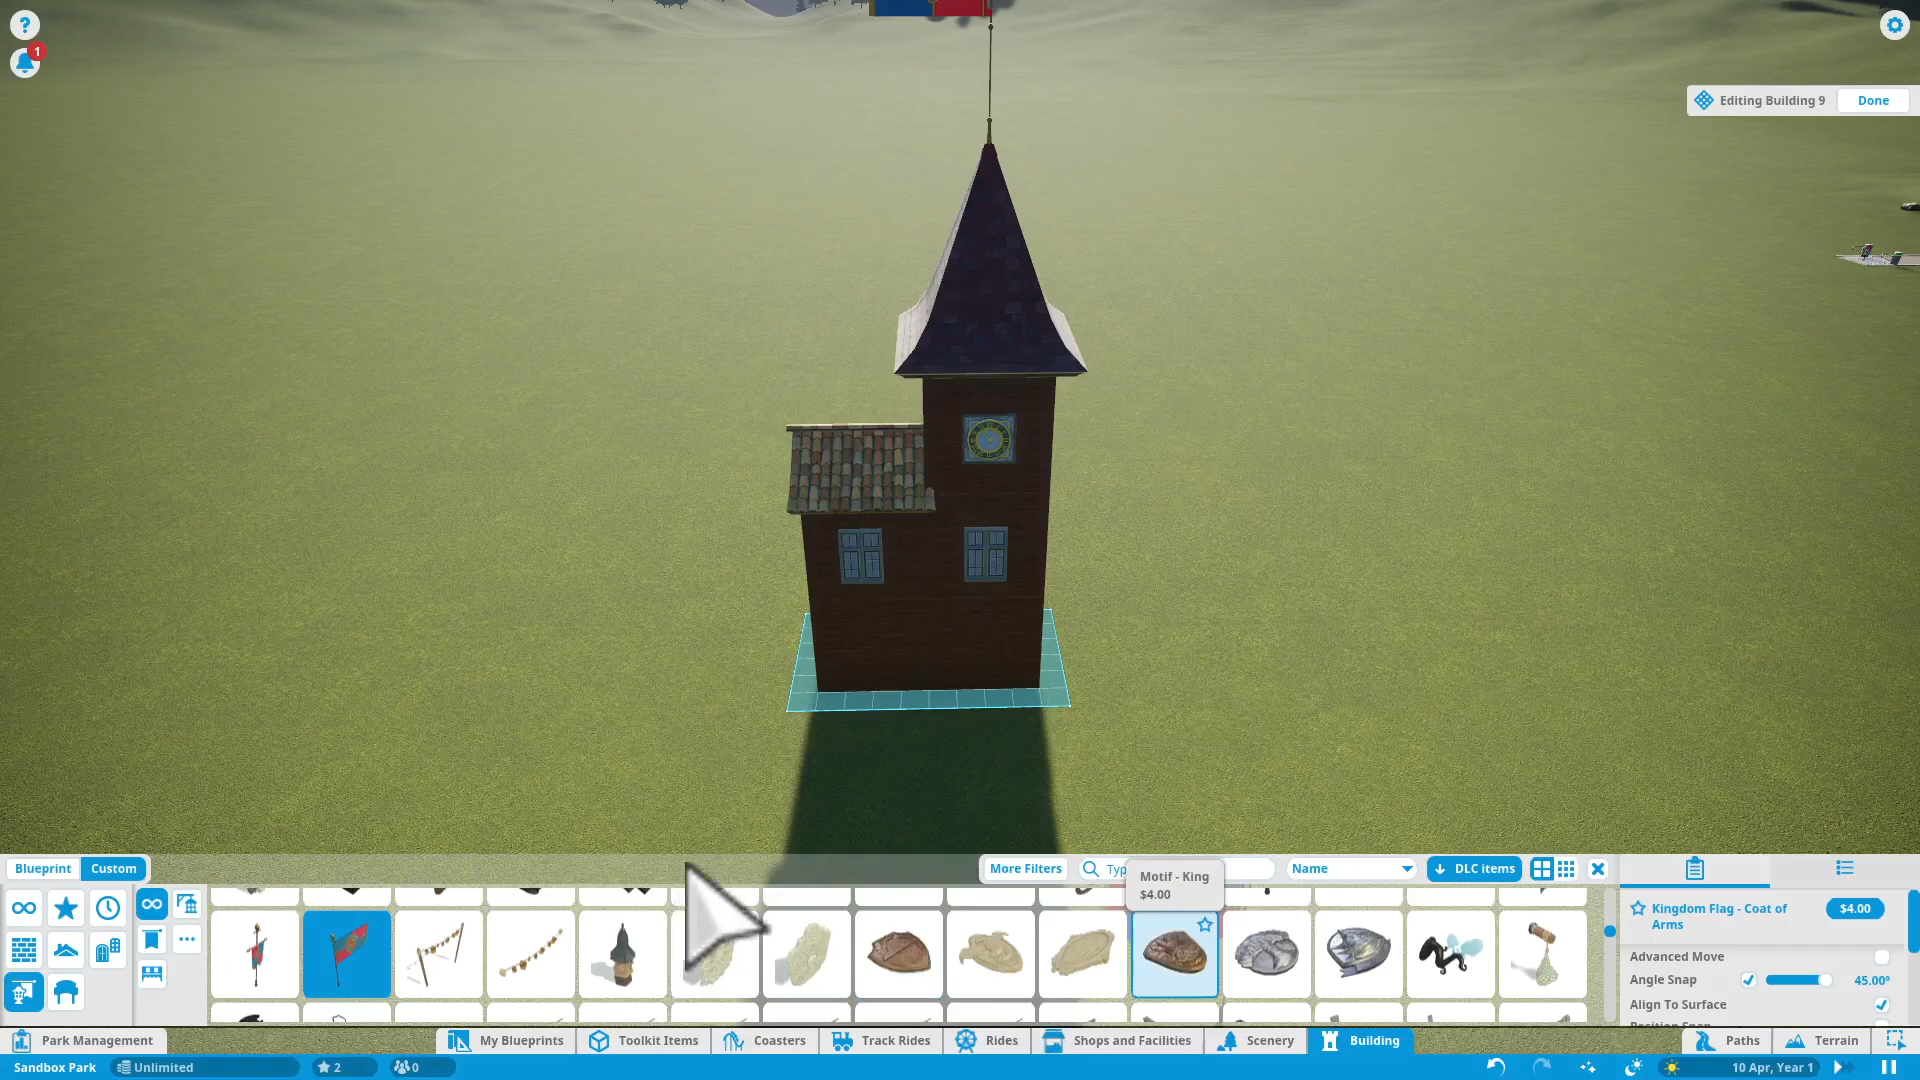 ?
1
Editing Building 9
Done
Blueprint
Custom
More Filters
Typ
Name
DLC items
Motif - King
$4.00
Kingdom Flag - Coat of
Arms
$4.00
Advanced Move
Angle Snap
45.00°
Align To Surface
Park Management
My Blueprints
Toolkit Items
Coasters
Track Rides
Rides
Shops and Facilities
Scenery
Building
Paths
Terrain
Sandbox Park
Unlimited
2
0
10 Apr, Year 1